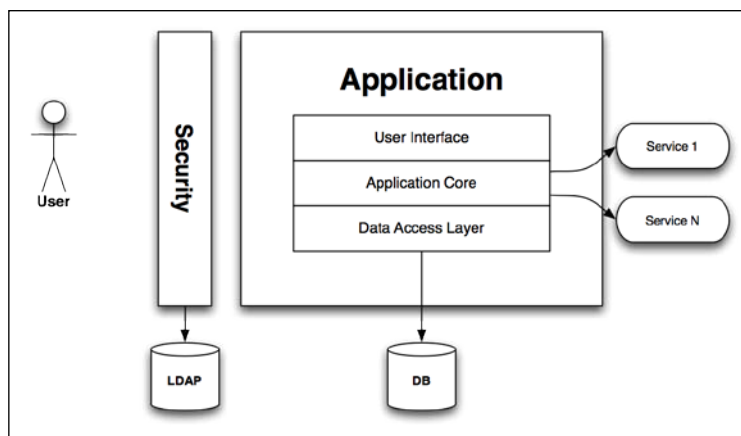 Application
User Interface
Application Core
Data Access Layer
Security
User
Service 1
Service N
LDAP
DB